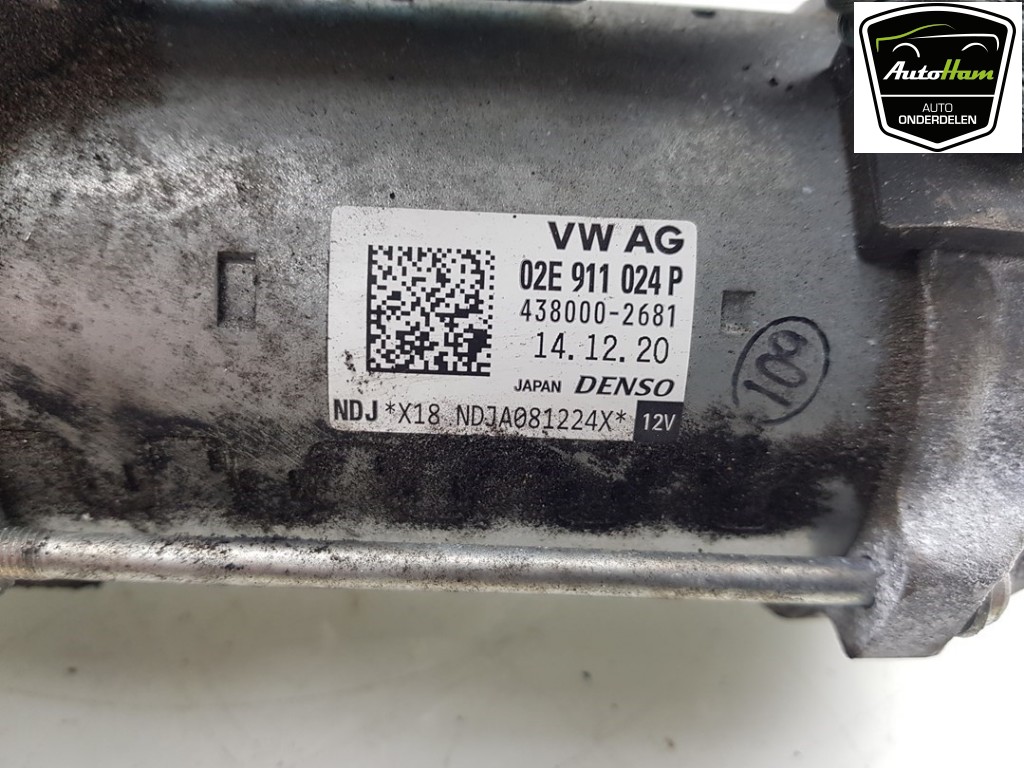 AutoHam
AUTO
ONDERDELEN
VW AG
02E 911 024 P
438000-2681
14.12.20
JAPAN DENSO
NDJ *X18 NDJA081224X* 12V
109